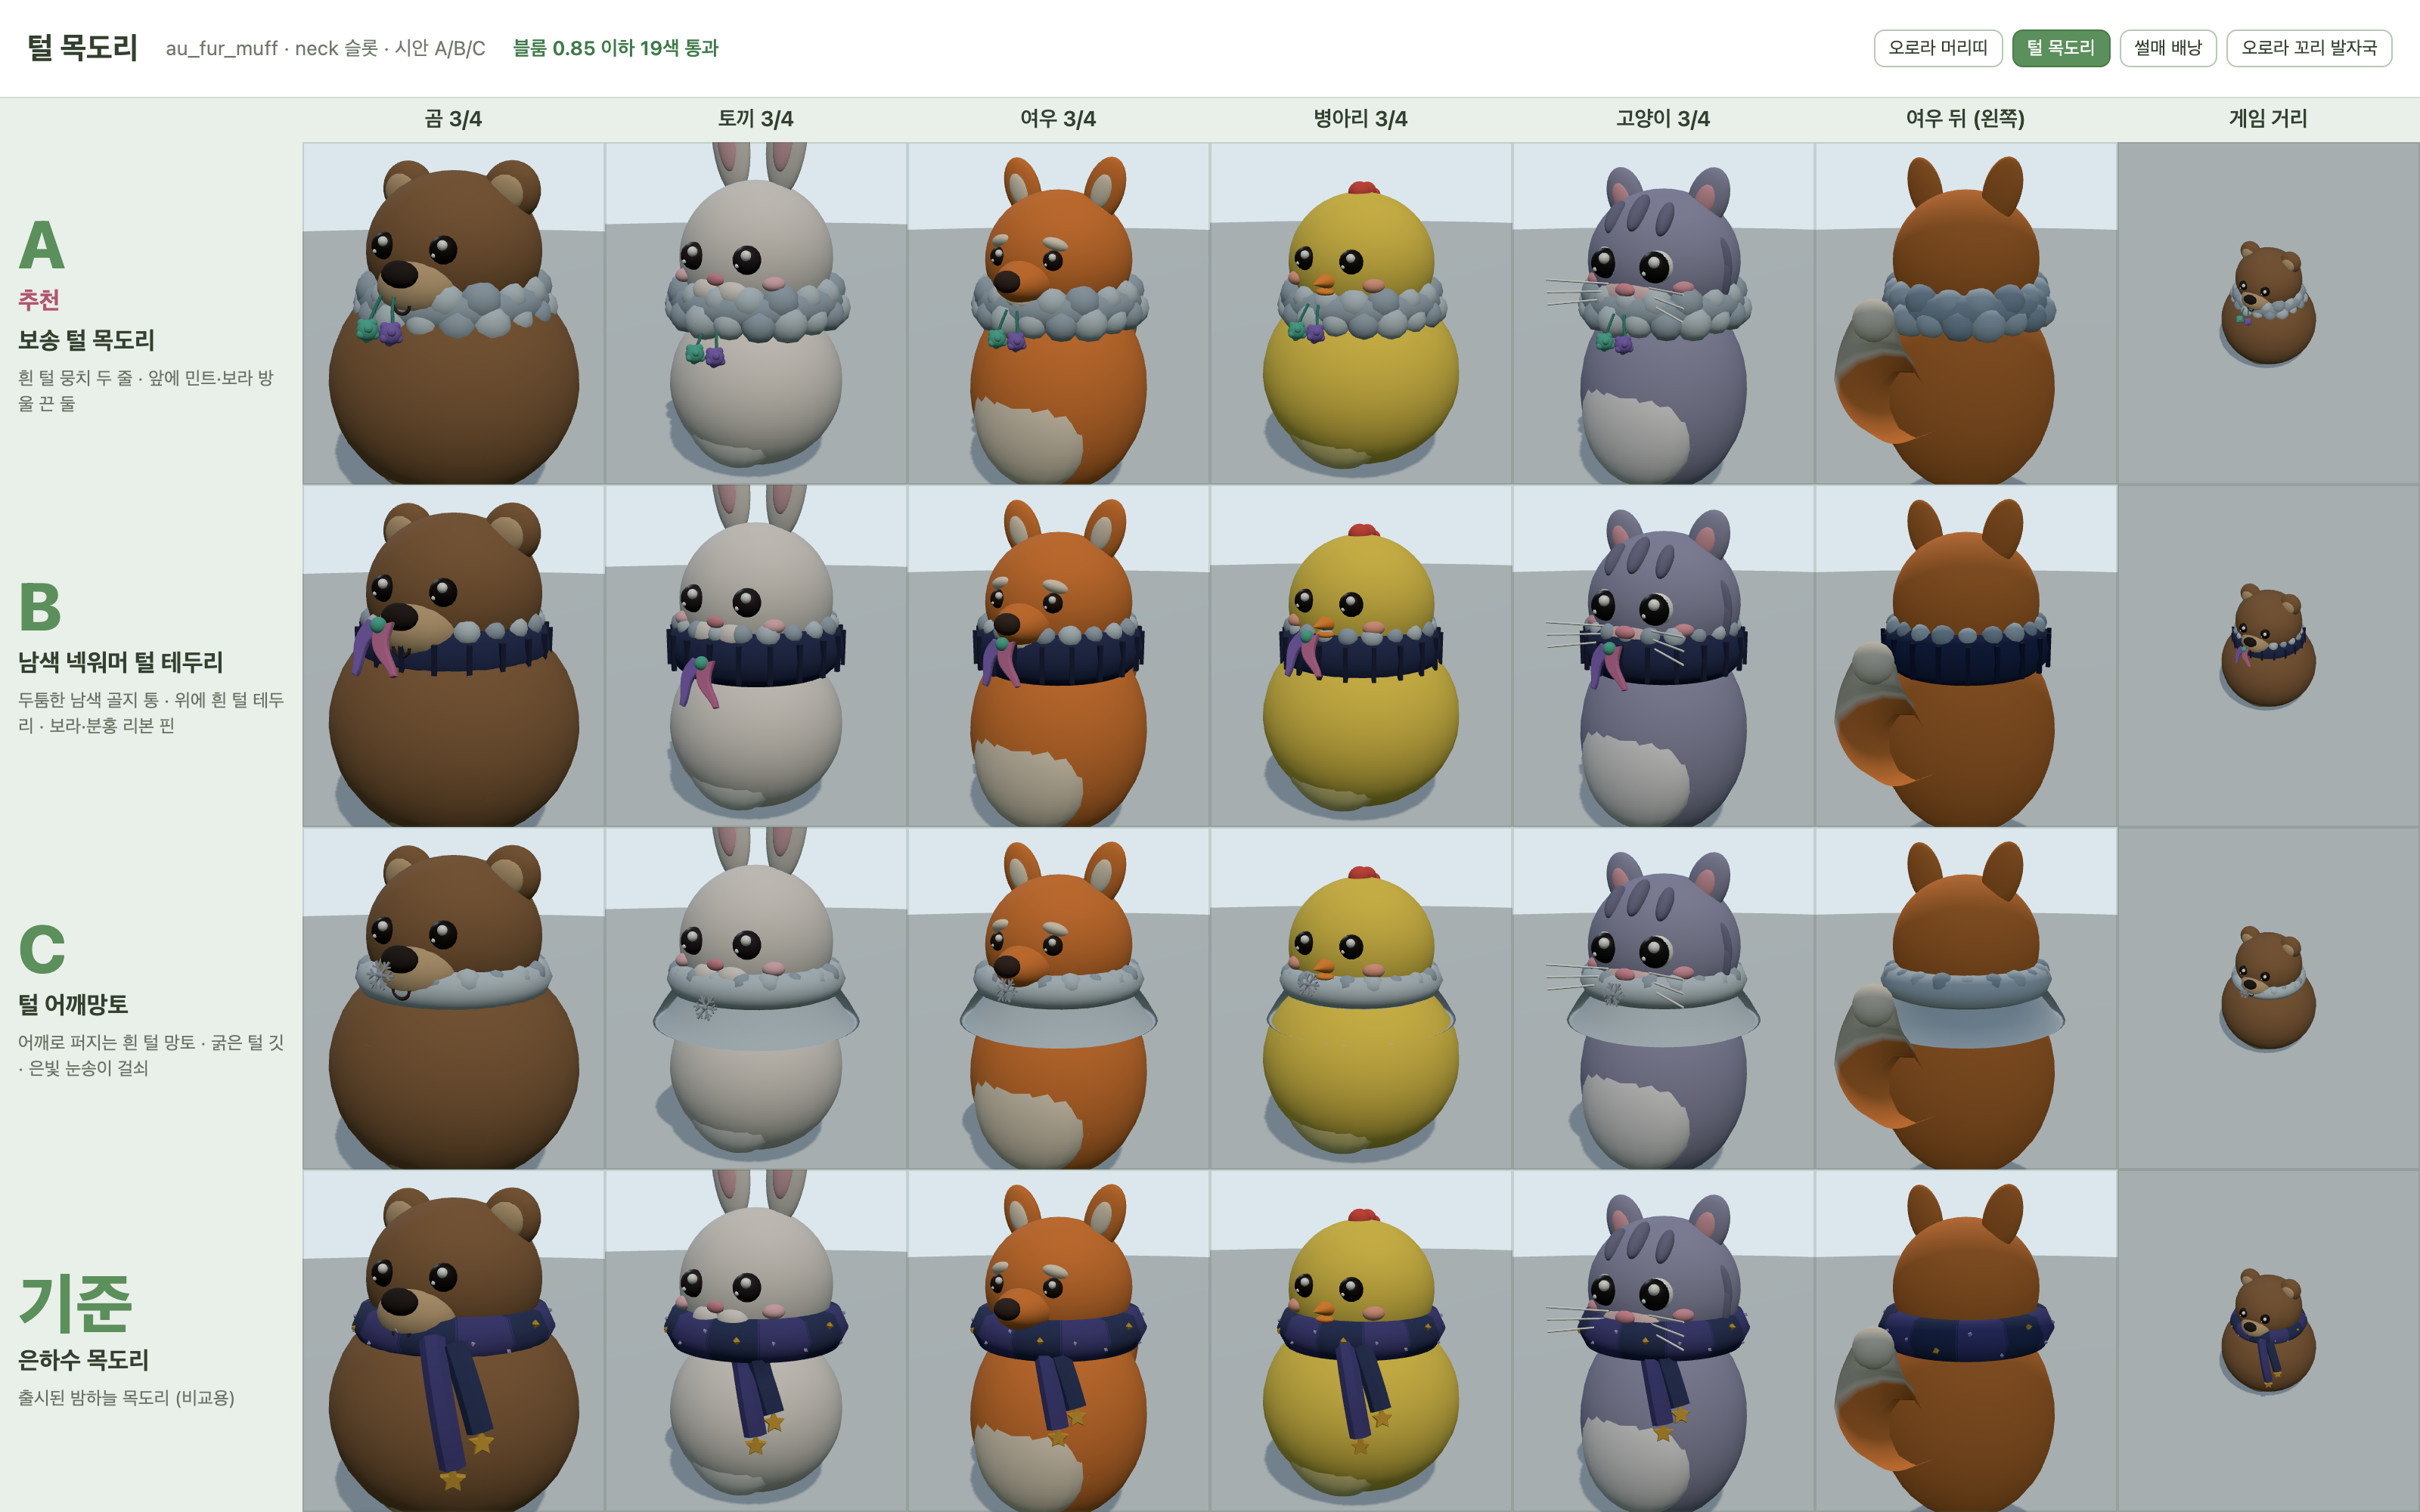 털 목도리
au_fur_muff · neck 슬롯 · 시안 A/B/C
블룸 0.85 이하 19색 통과
오로라 머리띠
털 목도리
썰매 배낭
오로라 꼬리 발자국
곰 3/4
토끼 3/4
여우 3/4
병아리 3/4
고양이 3/4
여우 뒤 (왼쪽)
게임 거리
A
추천
보송 털 목도리
흰 털 뭉치 두 줄 · 앞에 민트·보라 방
울 끈 둘
B
남색 넥워머 털 테두리
두툼한 남색 골지 통 · 위에 흰 털 테두
리 · 보라·분홍 리본 핀
C
털 어깨망토
어깨로 퍼지는 흰 털 망토 · 굵은 털 깃
· 은빛 눈송이 걸쇠
기준
은하수 목도리
출시된 밤하늘 목도리 (비교용)